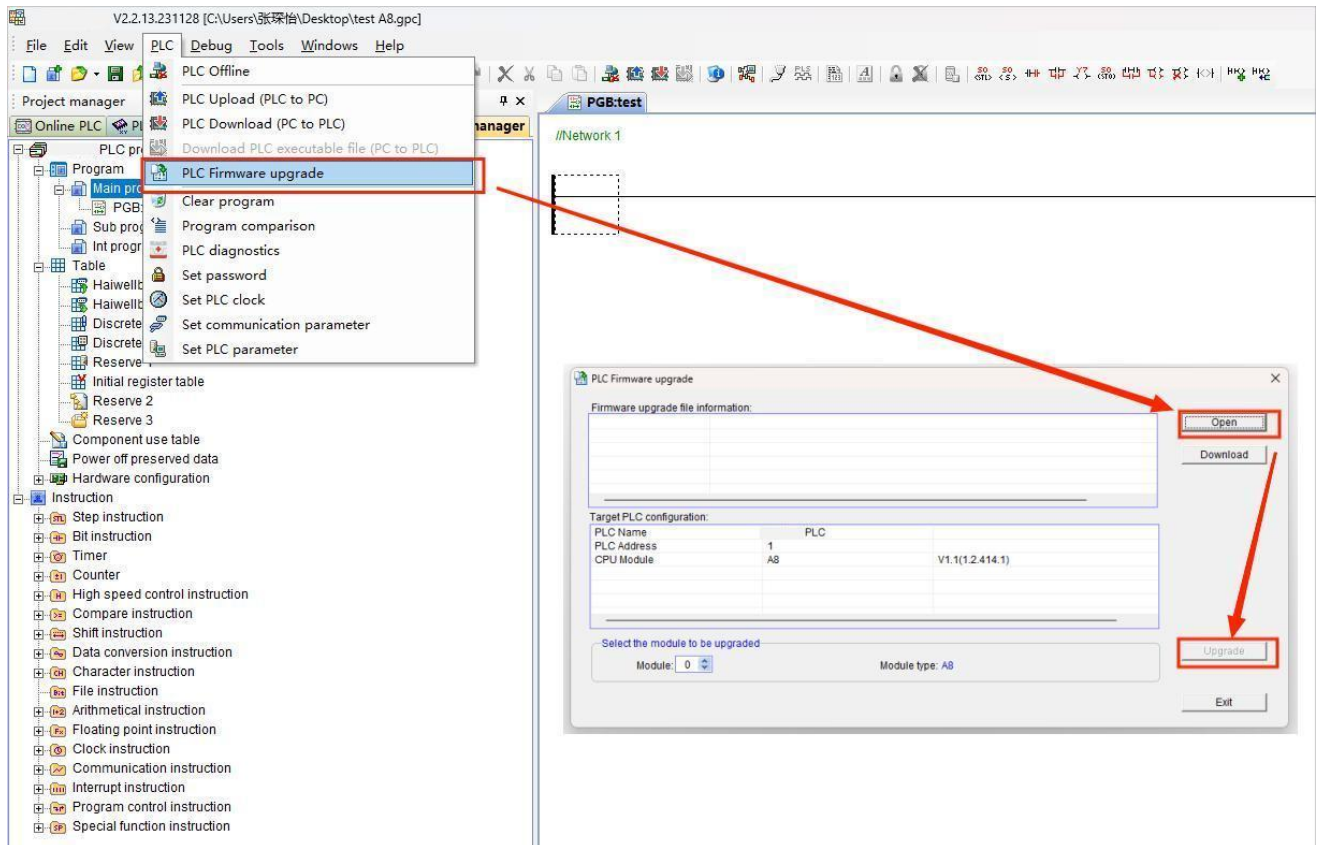 V2.2.13.231128 [C:\Users\张琛怡\Desktop\test A8.gpc]
File Edit View PLC Debug Tools Windows Help
PLC Offline
PLC Upload (PLC to PC)
PLC Download (PC to PLC)
Download PLC executable file (PC to PLC)
PLC Firmware upgrade
Clear program
Program comparison
PLC diagnostics
Set password
Set PLC clock
Set communication parameter
Set PLC parameter
Project manager
Online PLC
PLC pr
Program
Main pro
PGB:
Sub prog
Int progr
Table
Haiwellb
Haiwellb
Discrete
Discrete
Reserve 1
Initial register table
Reserve 2
Reserve 3
Component use table
Power off preserved data
Hardware configuration
Instruction
Step instruction
Bit instruction
Timer
Counter
High speed control instruction
Compare instruction
Shift instruction
Data conversion instruction
Character instruction
File instruction
Arithmetical instruction
Floating point instruction
Clock instruction
Communication instruction
Interrupt instruction
Program control instruction
Special function instruction
PGB:test
//Network 1
PLC Firmware upgrade
Firmware upgrade file information:
Open
Download
Target PLC configuration:
PLC Name PLC
PLC Address 1
CPU Module A8 V1.1(1.2.414.1)
Select the module to be upgraded
Module: 0 Module type: A8
Upgrade
Exit